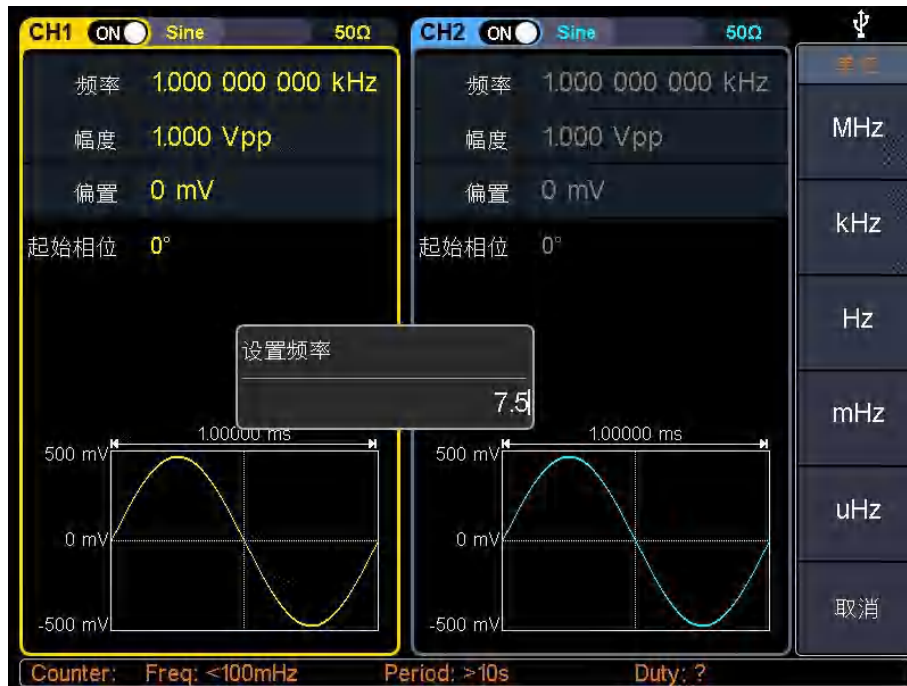 CH1 ON Sine 50Ω
频率 1.000 000 000 kHz
幅度 1.000 Vpp
偏置 0 mV
起始相位 0°
1.00000 ms
500 mV
0 mV
-500 mV
CH2 ON Sine 50Ω
频率 1.000 000 000 kHz
幅度 1.000 Vpp
偏置 0 mV
起始相位 0°
1.00000 ms
500 mV
0 mV
-500 mV
设置频率
7.5
MHz
kHz
Hz
mHz
uHz
取消
Counter: Freq: <100mHz Period: >10s Duty: ?